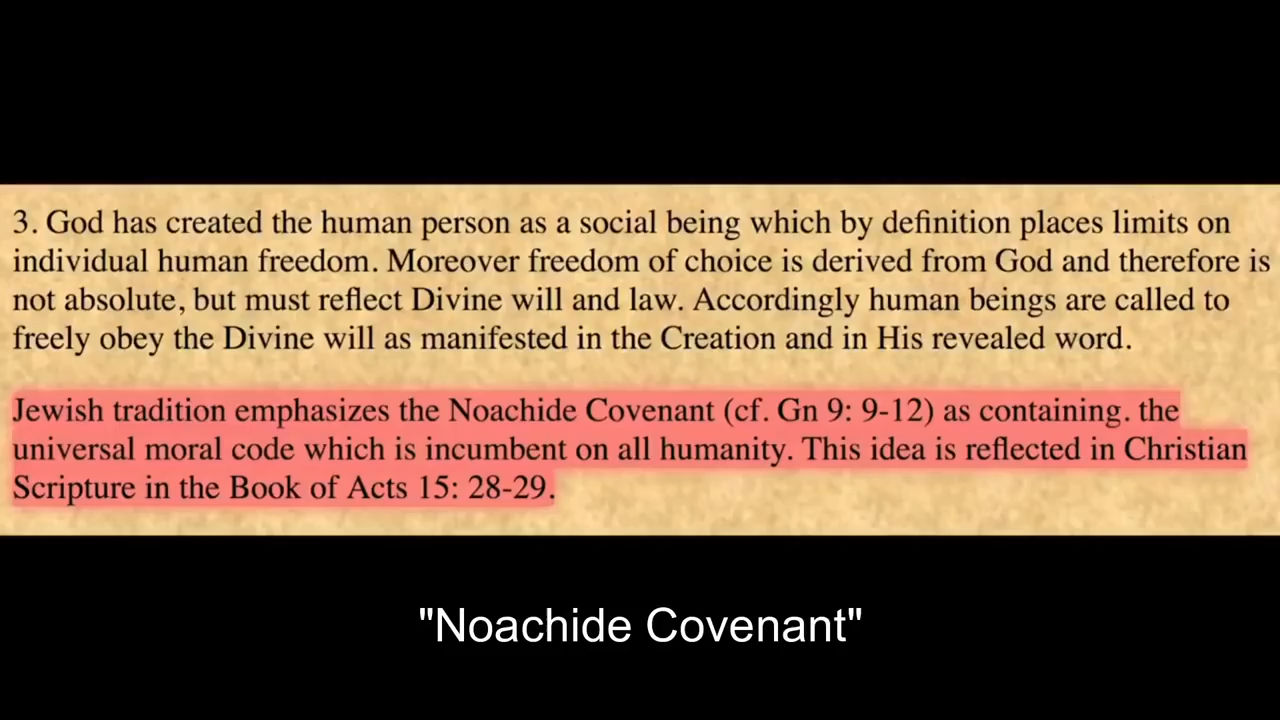 3. God has created the human person as a social being which by definition places limits on
individual human freedom. Moreover freedom of choice is derived from God and therefore is
not absolute, but must reflect Divine will and law. Accordingly human beings are called to
freely obey the Divine will as manifested in the Creation and in His revealed word.
Jewish tradition emphasizes the Noachide Covenant (cf. Gn 9: 9-12) as containing. the
universal moral code which is incumbent on all humanity. This idea is reflected in Christian
Scripture in the Book of Acts 15: 28-29.
"Noachide Covenant"